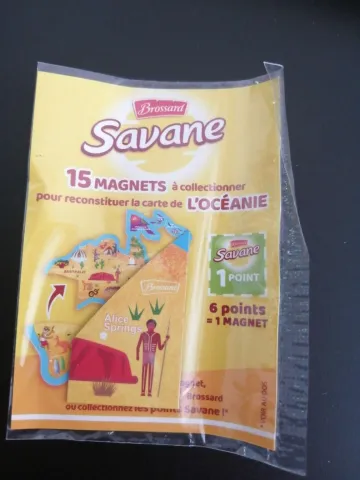 Brossard
Savane
15 MAGNETS à collectionner
pour reconstituer la carte de L'OCÉANIE
Brossard
Savane
1 POINT
6 points
= 1 MAGNET
Brossard
Alice
Springs
Brossard
ou collectionnez les points Savane !*